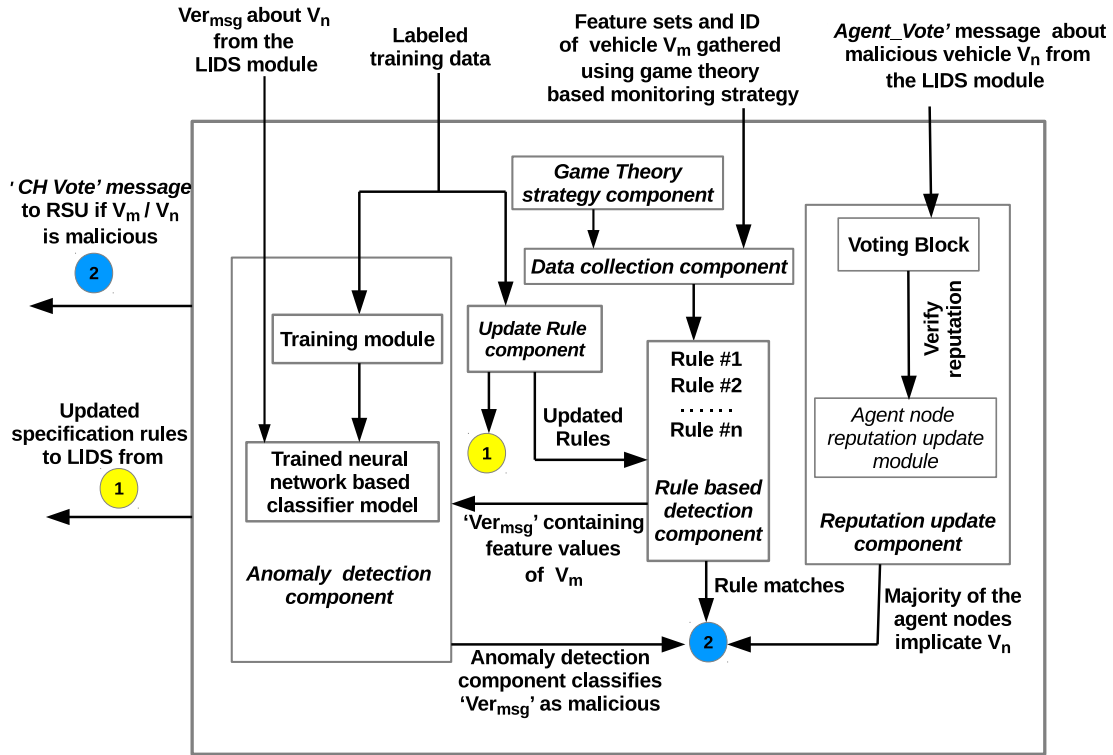 Ver_msg about V_n
from the
LIDS module
Labeled
training data
Feature sets and ID
of vehicle V_m gathered
using game theory
based monitoring strategy
Agent_Vote’ message about
malicious vehicle V_n from
the LIDS module
' CH Vote’ message
to RSU if V_m / V_n
is malicious
2
Updated
specification rules
to LIDS from
1
Game Theory
strategy component
Data collection component
Voting Block
Verify
reputation
Agent node
reputation update
module
Reputation update
component
Training module
Trained neural
network based
classifier model
Anomaly detection
component
Update Rule
component
1
Updated
Rules
Rule #1
Rule #2
. . . . . .
Rule #n
Rule based
detection
component
‘Ver_msg’ containing
feature values
of V_m
Rule matches
2
Majority of the
agent nodes
implicate V_n
Anomaly detection
component classifies
‘Ver_msg’ as malicious